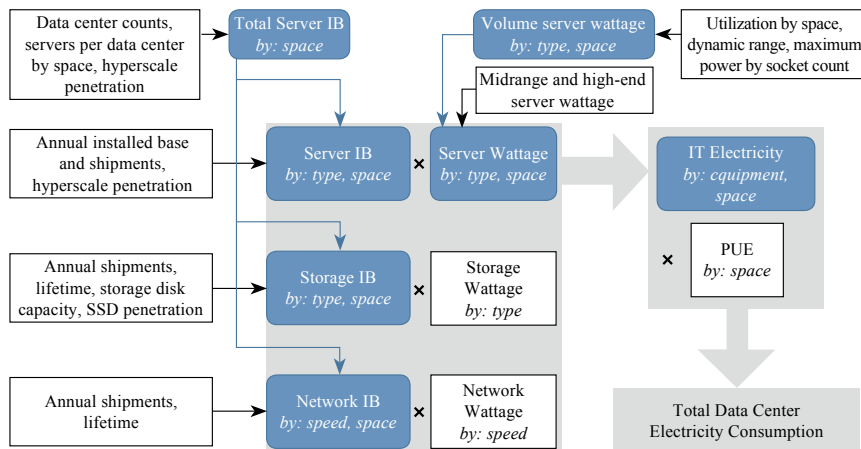 Data center counts,
servers per data center
by space, hyperscale
penetration
Total Server IB
by: space
Volume server wattage
by: type, space
Utilization by space,
dynamic range, maximum
power by socket count
Midrange and high-end
server wattage
Annual installed base
and shipments,
hyperscale penetration
Server IB
by: type, space
×
Server Wattage
by: type, space
IT Electricity
by: cquipment,
space
×
PUE
by: space
Annual shipments,
lifetime, storage disk
capacity, SSD penetration
Storage IB
by: type, space
×
Storage
Wattage
by: type
Annual shipments,
lifetime
Network IB
by: speed, space
×
Network
Wattage
by: speed
Total Data Center
Electricity Consumption